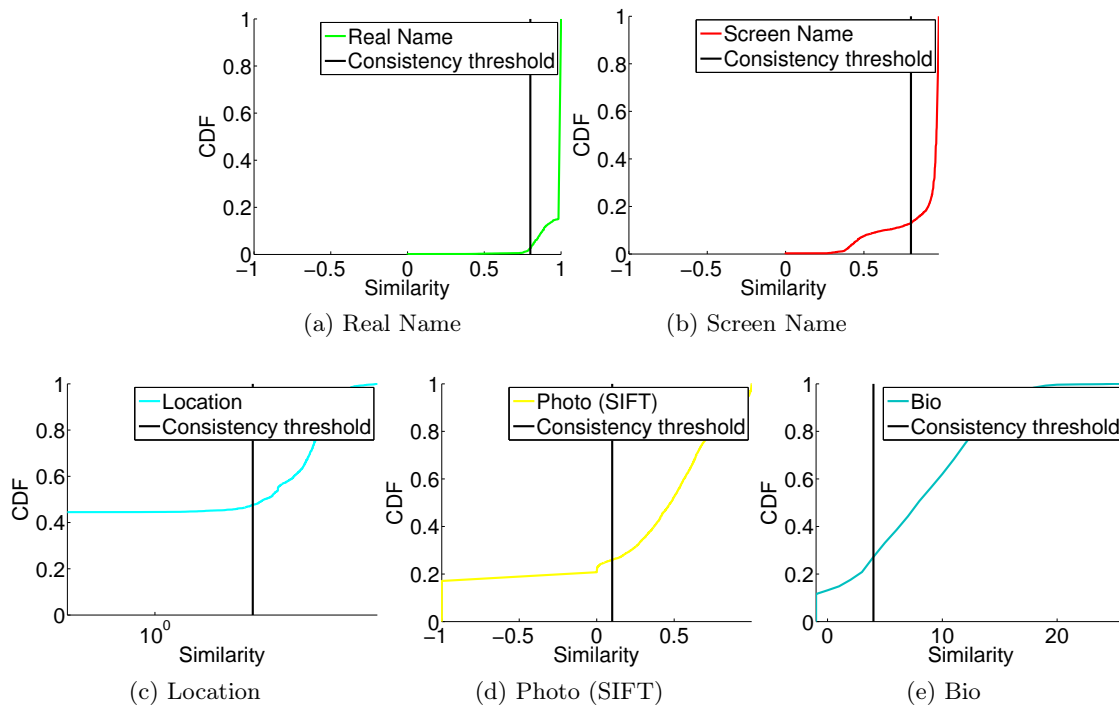 1
0.8
0.6
0.4
0.2
0
CDF
Real Name
Consistency threshold
−1 −0.5 0 0.5 1
Similarity
(a) Real Name
1
0.8
0.6
0.4
0.2
0
CDF
Screen Name
Consistency threshold
−1 −0.5 0 0.5
Similarity
(b) Screen Name
1
0.8
0.6
0.4
0.2
0
CDF
Location
Consistency threshold
10⁰
Similarity
(c) Location
1
0.8
0.6
0.4
0.2
0
CDF
Photo (SIFT)
Consistency threshold
−1 −0.5 0 0.5
Similarity
(d) Photo (SIFT)
1
0.8
0.6
0.4
0.2
0
CDF
Bio
Consistency threshold
0 10 20
Similarity
(e) Bio